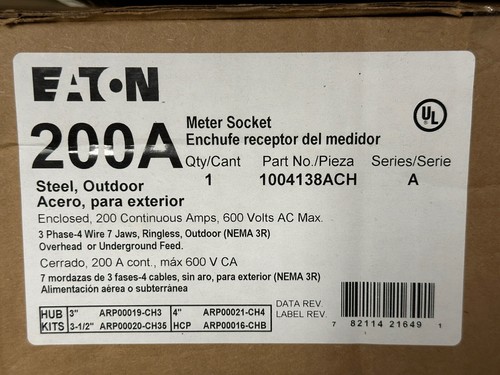 EATON
200A
Meter Socket
Enchufe receptor del medidor
UL
Qty/Cant Part No./Pieza Series/Serie
1 1004138ACH A
Steel, Outdoor
Acero, para exterior
Enclosed, 200 Continuous Amps, 600 Volts AC Max.
3 Phase-4 Wire 7 Jaws, Ringless, Outdoor (NEMA 3R)
Overhead or Underground Feed.
Cerrado, 200 A cont., máx 600 V CA
7 mordazas de 3 fases-4 cables, sin aro, para exterior (NEMA 3R)
Alimentación aérea o subterránea
HUB 3" ARP00019-CH3 4" ARP00021-CH4
KITS 3-1/2" ARP00020-CH35 HCP ARP00016-CHB
DATA REV.
LABEL REV.
7 82114 21649 1